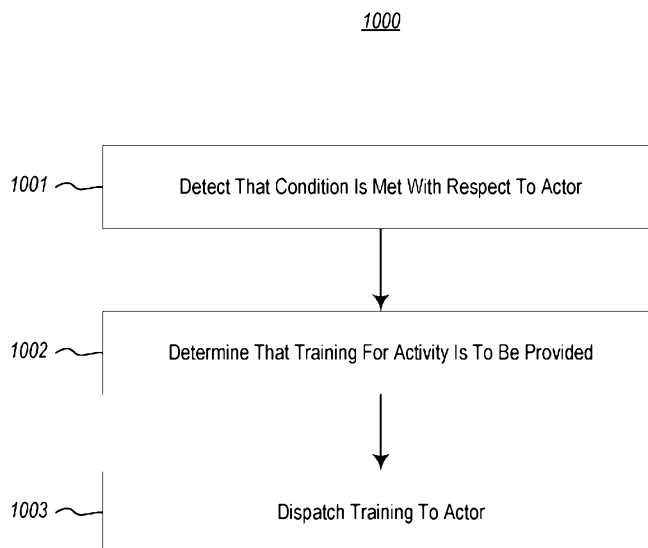 1000
1001
Detect That Condition Is Met With Respect To Actor
1002
Determine That Training For Activity Is To Be Provided
1003
Dispatch Training To Actor